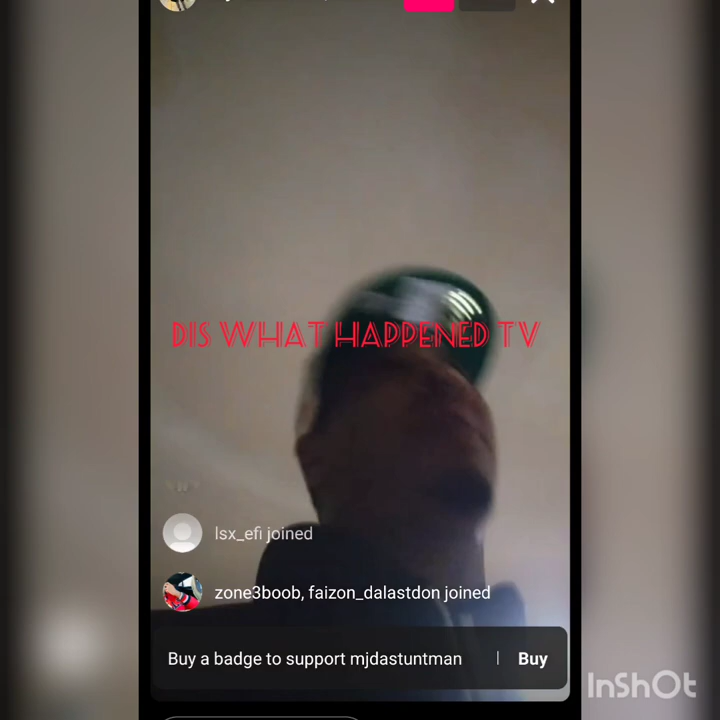 DIS WHAT HAPPENED TV
lsx_efi joined
zone3boob, faizon_dalastdon joined
Buy a badge to support mjdastuntman | Buy
InShOt